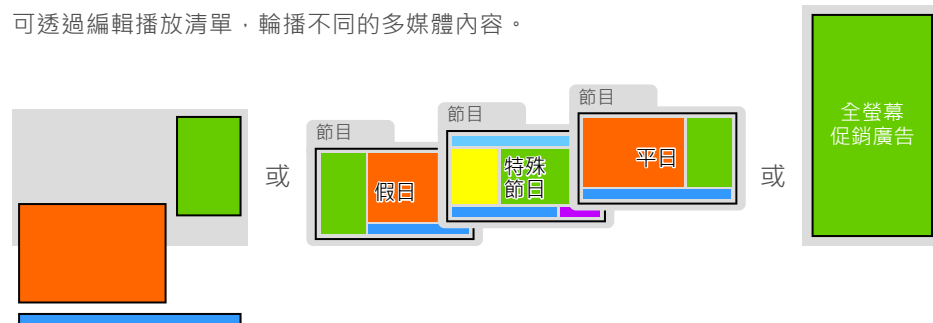 可透過編輯播放清單，輪播不同的多媒體內容。
或
節目
假日
節目
特殊
節日
節目
平日
或
全螢幕
促銷廣告